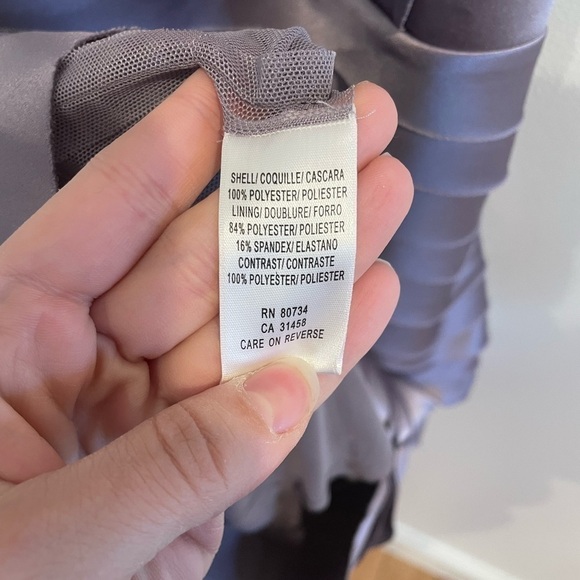 SHELL/ COQUILLE/ CASCARA
100% POLYESTER/ POLIESTER
LINING/ DOUBLURE/ FORRO
84% POLYESTER/ POLIESTER
16% SPANDEX/ ELASTANO
CONTRAST/ CONTRASTE
100% POLYESTER/ POLIESTER
RN 80734
CA 31458
CARE ON REVERSE